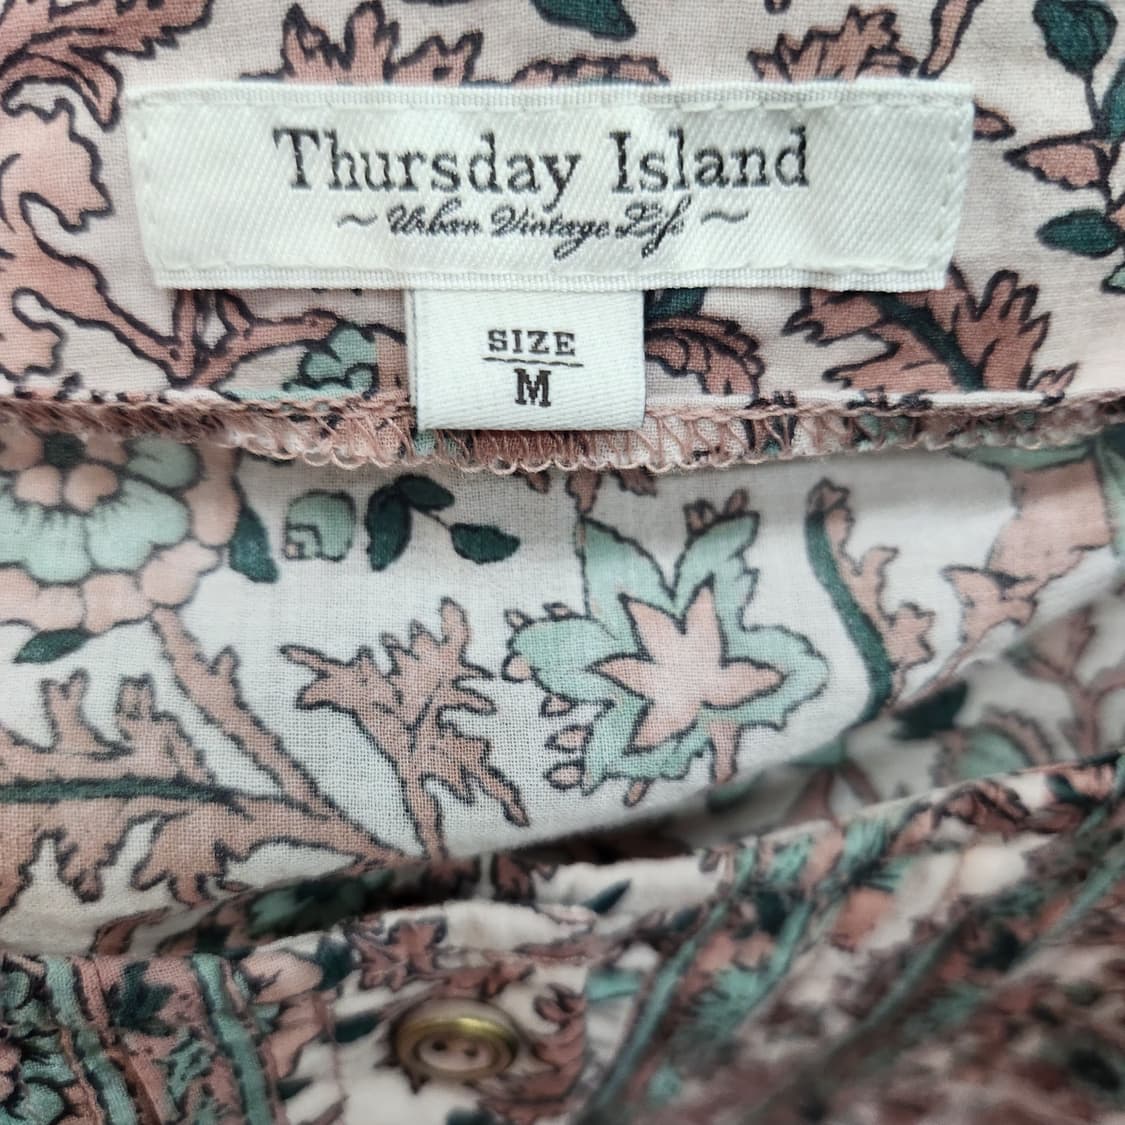 Thursday Island
~ Urban Vintage Life ~
SIZE
M